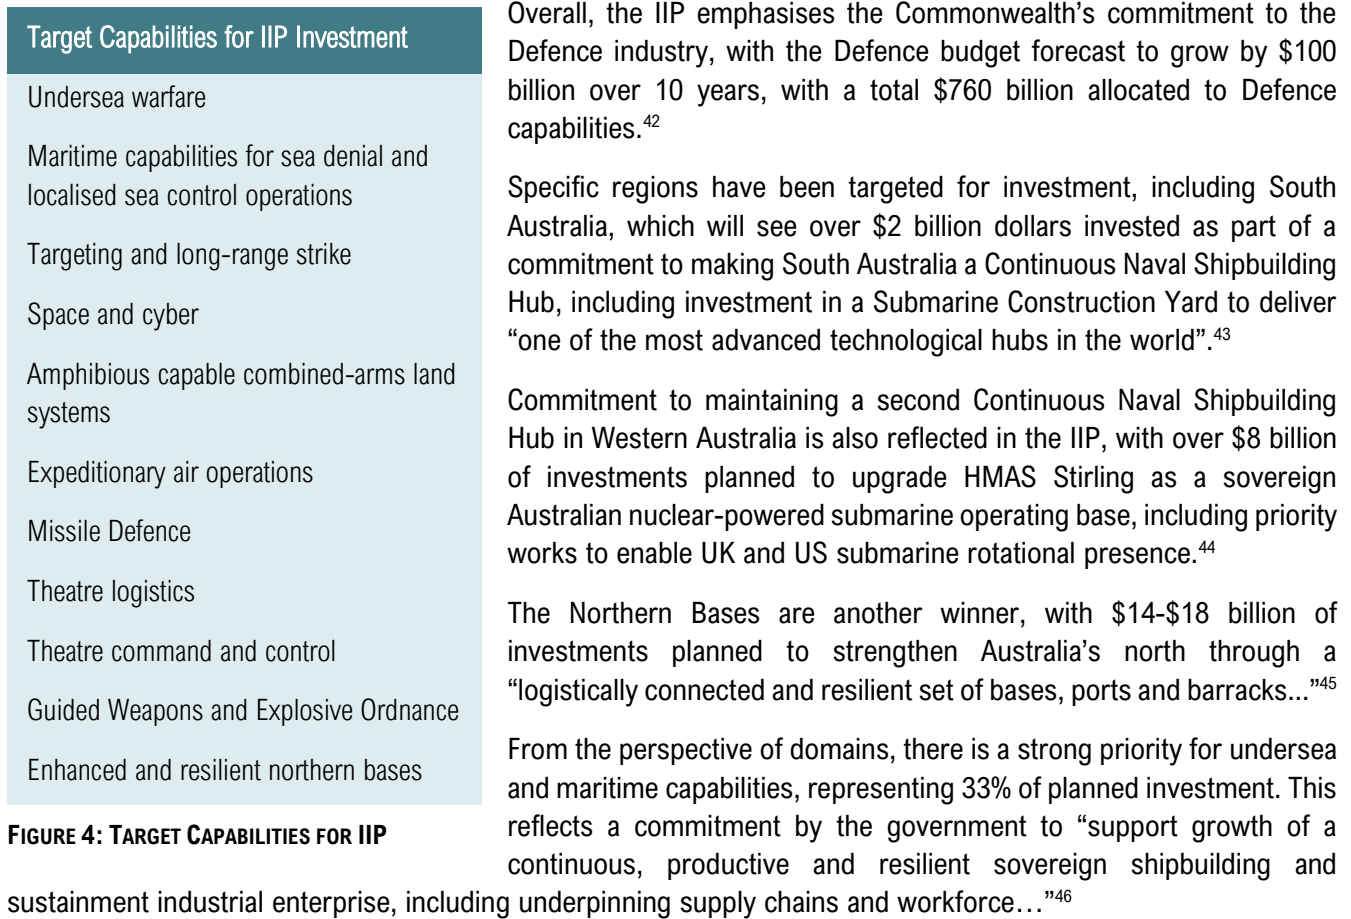 Target Capabilities for IIP Investment
Undersea warfare
Maritime capabilities for sea denial and
localised sea control operations
Targeting and long-range strike
Space and cyber
Amphibious capable combined-arms land
systems
Expeditionary air operations
Missile Defence
Theatre logistics
Theatre command and control
Guided Weapons and Explosive Ordnance
Enhanced and resilient northern bases
FIGURE 4: TARGET CAPABILITIES FOR IIP
Overall, the IIP emphasises the Commonwealth's commitment to the
Defence industry, with the Defence budget forecast to grow by $100
billion over 10 years, with a total $760 billion allocated to Defence
capabilities.42
Specific regions have been targeted for investment, including South
Australia, which will see over $2 billion dollars invested as part of a
commitment to making South Australia a Continuous Naval Shipbuilding
Hub, including investment in a Submarine Construction Yard to deliver
“one of the most advanced technological hubs in the world”.43
Commitment to maintaining a second Continuous Naval Shipbuilding
Hub in Western Australia is also reflected in the IIP, with over $8 billion
of investments planned to upgrade HMAS Stirling as a sovereign
Australian nuclear-powered submarine operating base, including priority
works to enable UK and US submarine rotational presence.44
The Northern Bases are another winner, with $14-$18 billion of
investments planned to strengthen Australia's north through a
“logistically connected and resilient set of bases, ports and barracks...”45
From the perspective of domains, there is a strong priority for undersea
and maritime capabilities, representing 33% of planned investment. This
reflects a commitment by the government to “support growth of a
continuous, productive and resilient sovereign shipbuilding and
sustainment industrial enterprise, including underpinning supply chains and workforce…”46